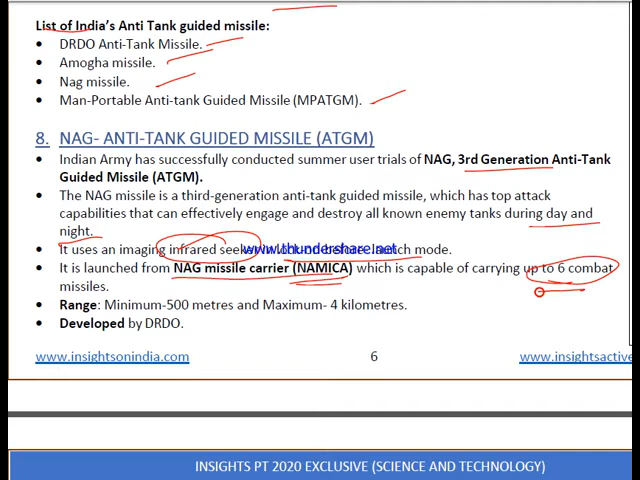 List of India's Anti Tank guided missile:
• DRDO Anti-Tank Missile.
• Amogha missile.
• Nag missile.
• Man-Portable Anti-tank Guided Missile (MPATGM).
8. NAG- ANTI-TANK GUIDED MISSILE (ATGM)
• Indian Army has successfully conducted summer user trials of NAG, 3rd Generation Anti-Tank
Guided Missile (ATGM).
• The NAG missile is a third-generation anti-tank guided missile, which has top attack
capabilities that can effectively engage and destroy all known enemy tanks during day and
night.
• It uses an imaging infrared seeker mode.
www.thundershare.net
• It is launched from NAG missile carrier (NAMICA) which is capable of carrying up to 6 combat
missiles.
• Range: Minimum-500 metres and Maximum- 4 kilometres.
• Developed by DRDO.
www.insightsonindia.com 6 www.insightsactive
INSIGHTS PT 2020 EXCLUSIVE (SCIENCE AND TECHNOLOGY)